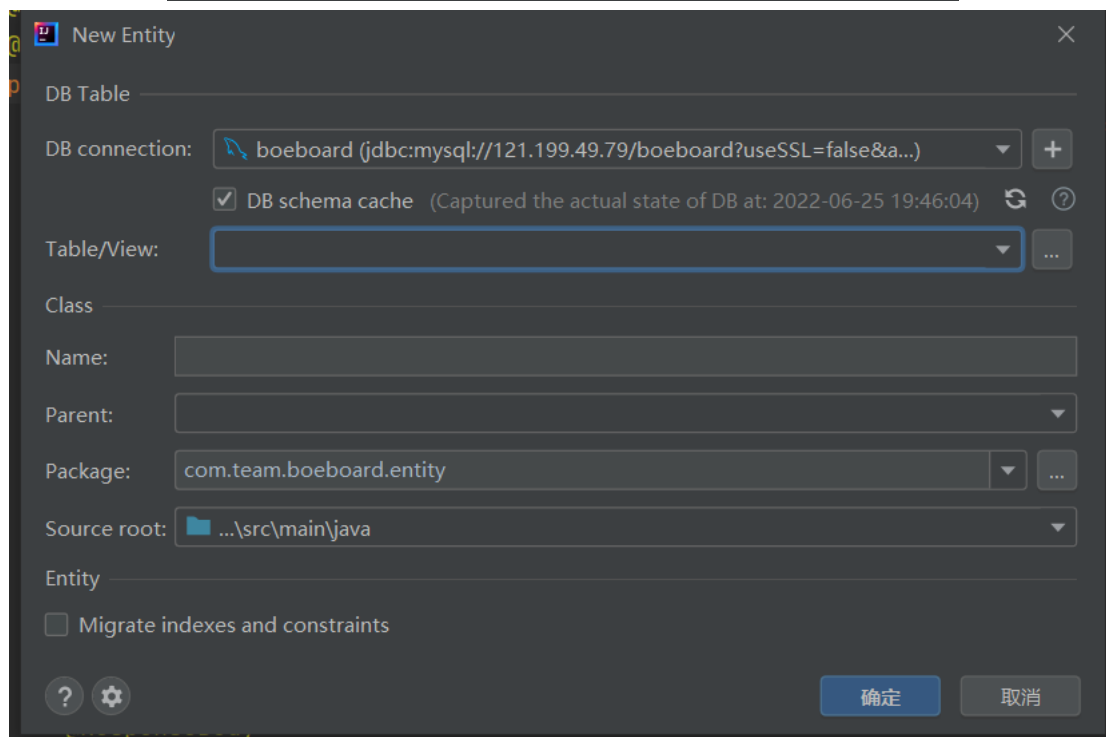 New Entity
DB Table
DB connection: boeboard (jdbc:mysql://121.199.49.79/boeboard?useSSL=false&a...) +
DB schema cache (Captured the actual state of DB at: 2022-06-25 19:46:04) ?
Table/View: ...
Class
Name:
Parent:
Package: com.team.boeboard.entity ...
Source root: ...\src\main\java
Entity
Migrate indexes and constraints
? 确定 取消